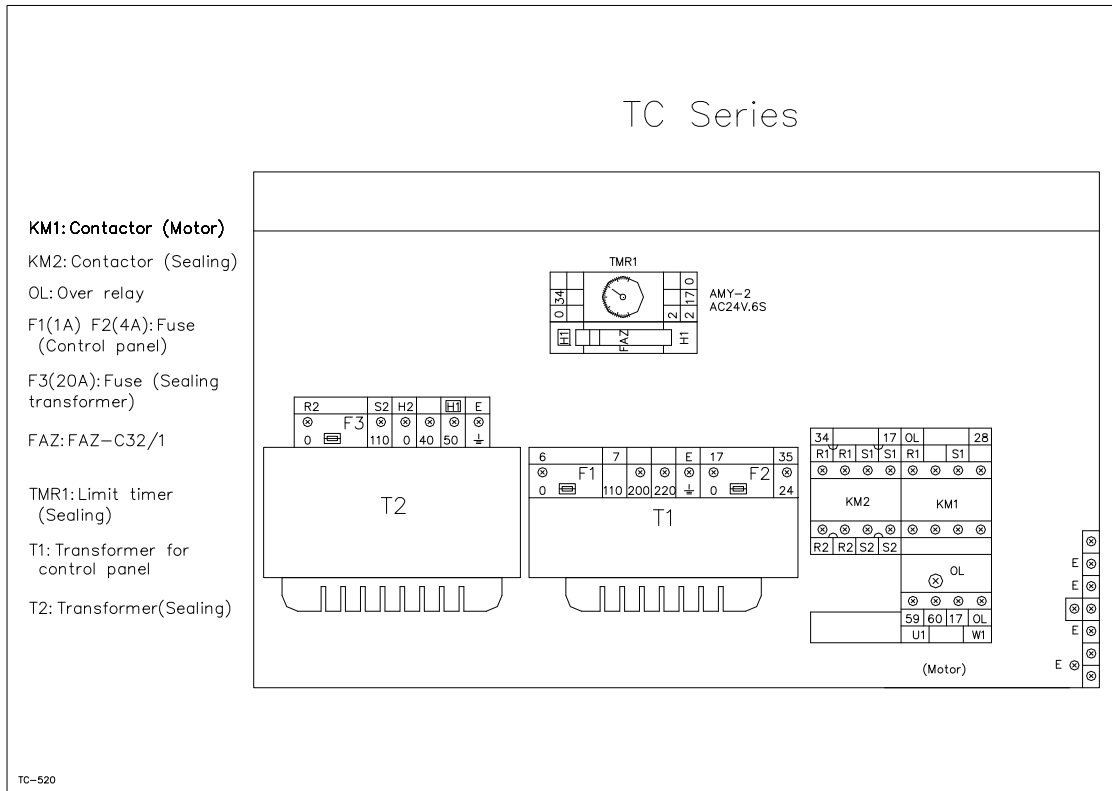 TC Series
KM1: Contactor (Motor)
KM2: Contactor (Sealing)
OL: Over relay
F1(1A) F2(4A): Fuse
(Control panel)
F3(20A): Fuse (Sealing
transformer)
FAZ: FAZ-C32/1
TMR1: Limit timer
(Sealing)
T1: Transformer for
control panel
T2: Transformer(Sealing)
TMR1
0 34
2 2 17 0
AMY-2
AC24V.6S
H1 FAZ H1
R2 S2 H2 H1 E
F3
0 110 0 40 50
T2
6 7 E 17 35
F1 F2
0 110 200 220 0 24
T1
34 17 OL 28
R1 R1 S1 S1 R1 S1
KM2 KM1
R2 R2 S2 S2
OL
59 60 17 OL
U1 W1
(Motor)
E
E
E
E
TC-520